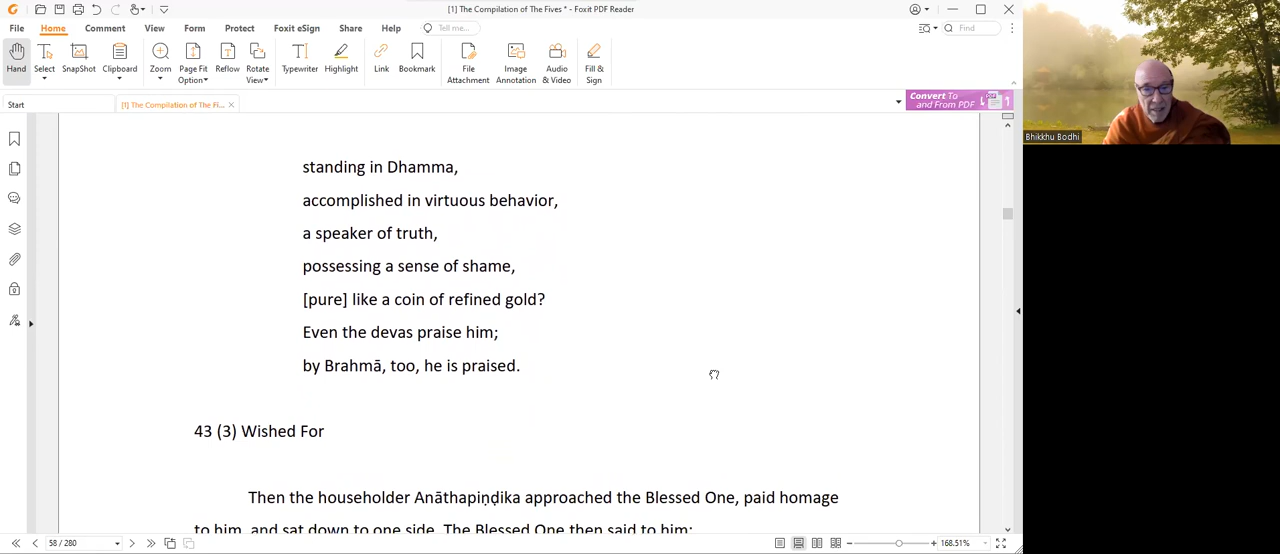 [1] The Compilation of The Fives * - Foxit PDF Reader
File Home Comment View Form Protect Foxit eSign Share Help Tell me... Find
Hand Select SnapShot Clipboard Zoom Page Fit Option Reflow Rotate View Typewriter Highlight Link Bookmark File Attachment Image Annotation Audio & Video Fill & Sign
Start [1] The Compilation of The Fi... Convert To and From PDF
Bhikkhu Bodhi
standing in Dhamma,
accomplished in virtuous behavior,
a speaker of truth,
possessing a sense of shame,
[pure] like a coin of refined gold?
Even the devas praise him;
by Brahmā, too, he is praised.
43 (3) Wished For
Then the householder Anāthapiṇḍika approached the Blessed One, paid homage
to him, and sat down to one side. The Blessed One then said to him:
58 / 280 168.51%